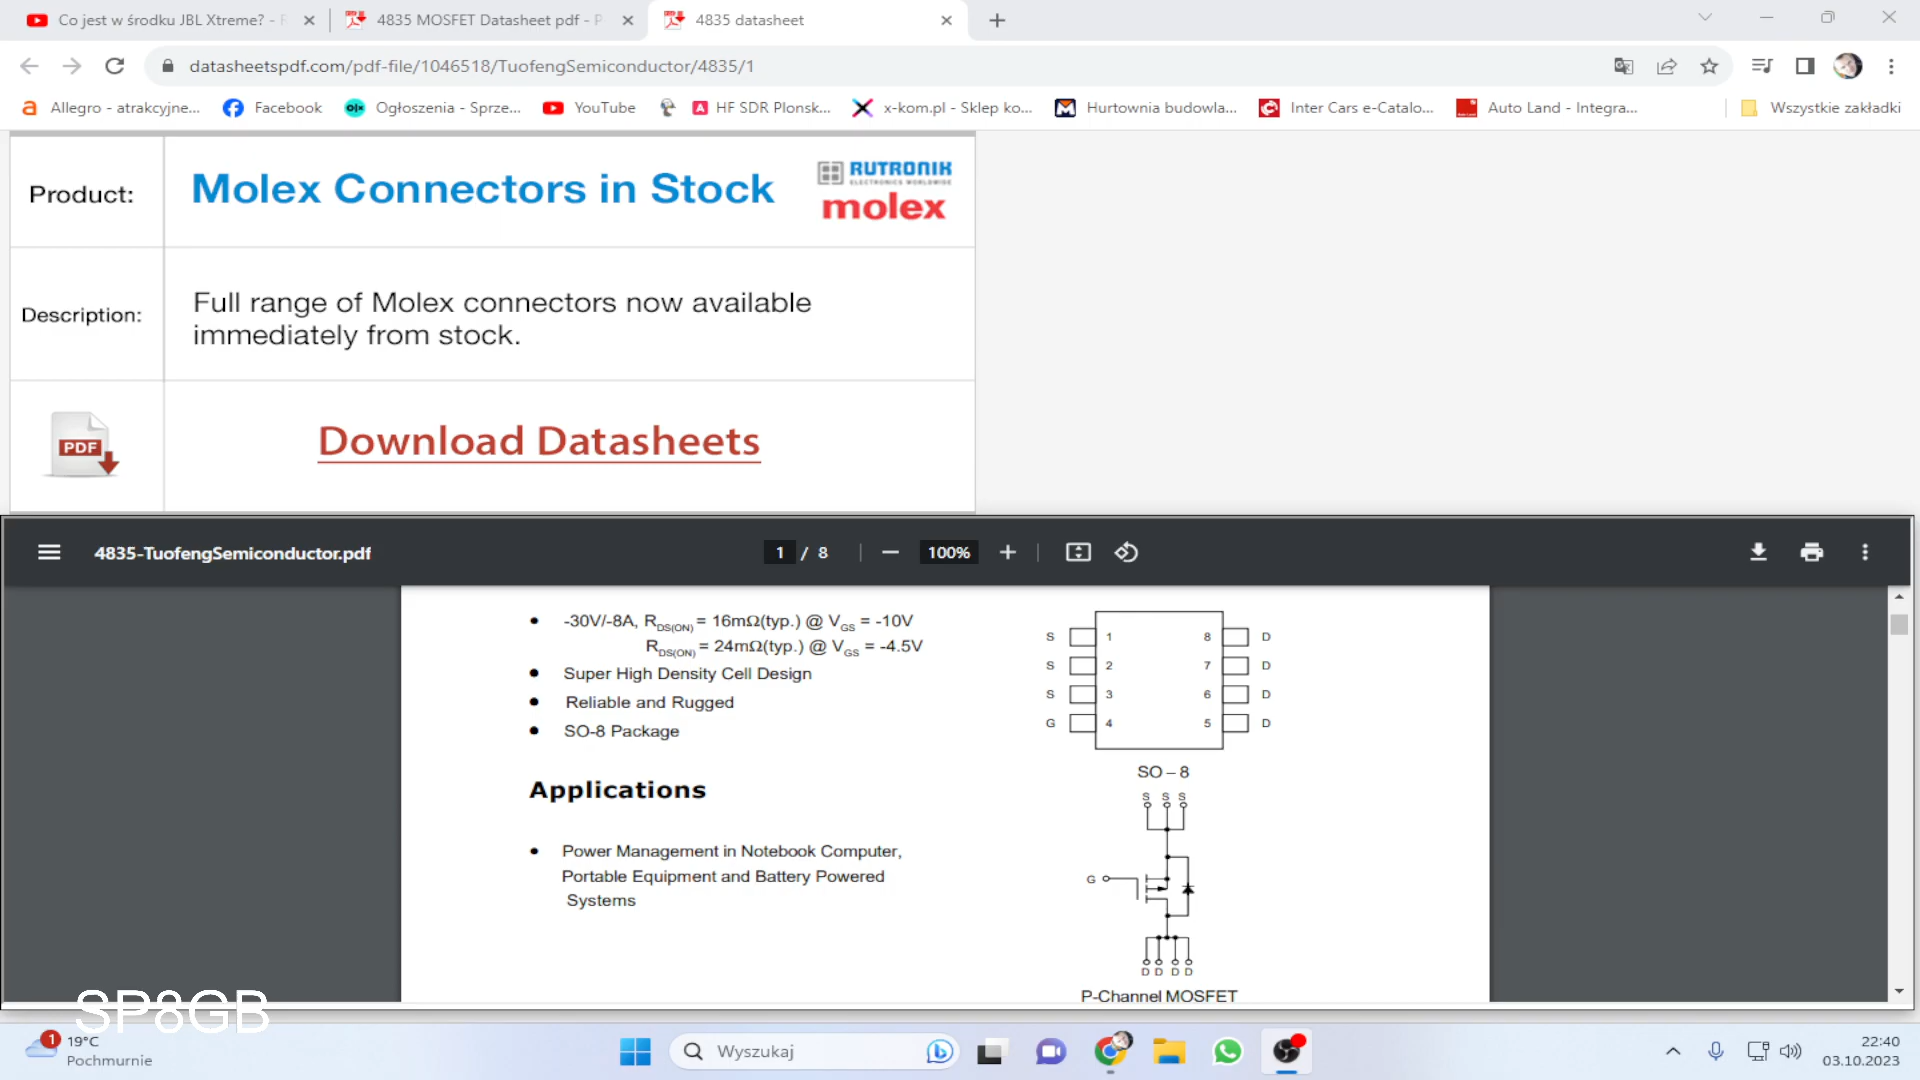 Co jest w środku JBL Xtreme? -
4835 MOSFET Datasheet pdf - P
4835 datasheet
datasheetspdf.com/pdf-file/1046518/TuofengSemiconductor/4835/1
Allegro - atrakcyjne...
Facebook
Ogłoszenia - Sprze...
YouTube
HF SDR Plonsk...
x-kom.pl - Sklep ko...
Hurtownia budowla...
Inter Cars e-Catalo...
Auto Land - Integra...
Wszystkie zakładki
Product:
Molex Connectors in Stock
RUTRONIK
ELECTRONICS WORLDWIDE
molex
Description:
Full range of Molex connectors now available
immediately from stock.
PDF
Download Datasheets
4835-TuofengSemiconductor.pdf
1 / 8
100%
-30V/-8A, RDS(ON) = 16mΩ(typ.) @ VGS = -10V
RDS(ON) = 24mΩ(typ.) @ VGS = -4.5V
Super High Density Cell Design
Reliable and Rugged
SO-8 Package
Applications
Power Management in Notebook Computer,
Portable Equipment and Battery Powered
Systems
S 1 8 D
S 2 7 D
S 3 6 D
G 4 5 D
SO – 8
S S S
G
D D D D
P-Channel MOSFET
SP8GB
1
19°C
Pochmurnie
Wyszukaj
22:40
03.10.2023